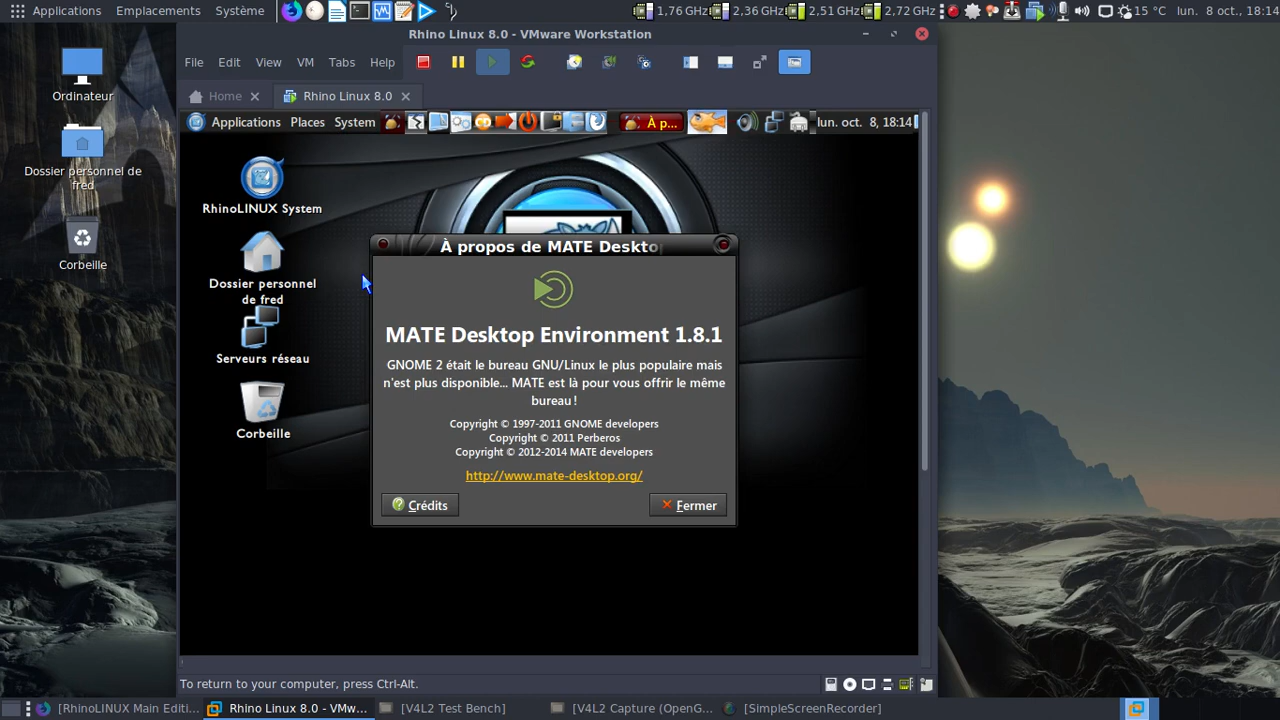 Applications Emplacements Système 1,76 GHz 2,36 GHz 2,51 GHz 2,72 GHz 15 °C lun. 8 oct., 18:14
Rhino Linux 8.0 - VMware Workstation
File Edit View VM Tabs Help
Home Rhino Linux 8.0
Applications Places System À p... lun. oct. 8, 18:14
Ordinateur
Dossier personnel de
fred
Corbeille
RhinoLINUX System
Dossier personnel
de fred
Serveurs réseau
Corbeille
À propos de MATE Deskto
MATE Desktop Environment 1.8.1
GNOME 2 était le bureau GNU/Linux le plus populaire mais
n'est plus disponible... MATE est là pour vous offrir le même
bureau !
Copyright © 1997-2011 GNOME developers
Copyright © 2011 Perberos
Copyright © 2012-2014 MATE developers
http://www.mate-desktop.org/
Crédits Fermer
To return to your computer, press Ctrl-Alt.
[RhinoLINUX Main Editi... Rhino Linux 8.0 - VMw... [V4L2 Test Bench] [V4L2 Capture (OpenG... [SimpleScreenRecorder]